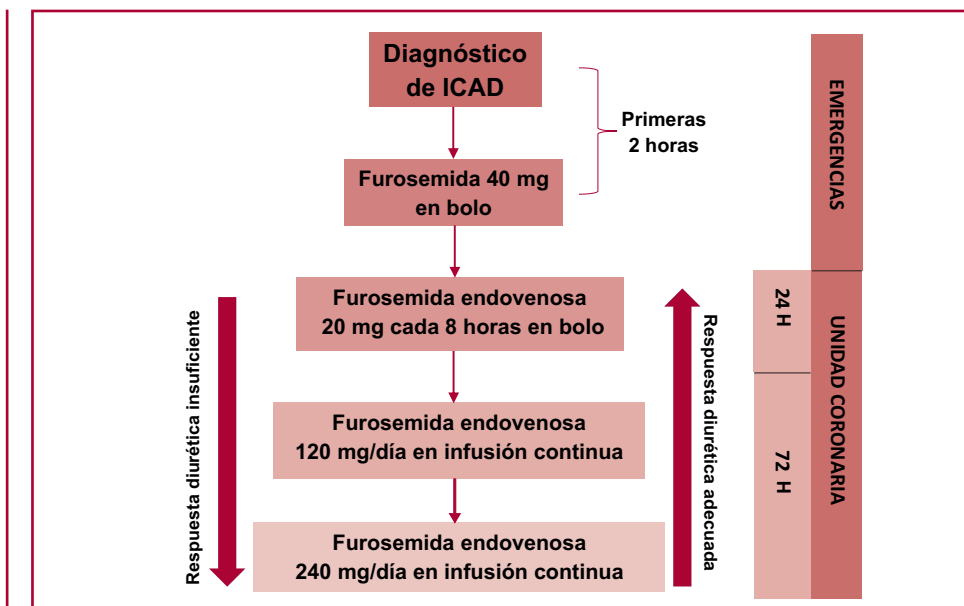 Diagnóstico
de ICAD
Primeras
2 horas
Furosemida 40 mg
en bolo
EMERGENCIAS
Furosemida endovenosa
20 mg cada 8 horas en bolo
Furosemida endovenosa
120 mg/día en infusión continua
Furosemida endovenosa
240 mg/día en infusión continua
Respuesta diurética insuficiente
Respuesta diurética adecuada
24 H
72 H
UNIDAD CORONARIA